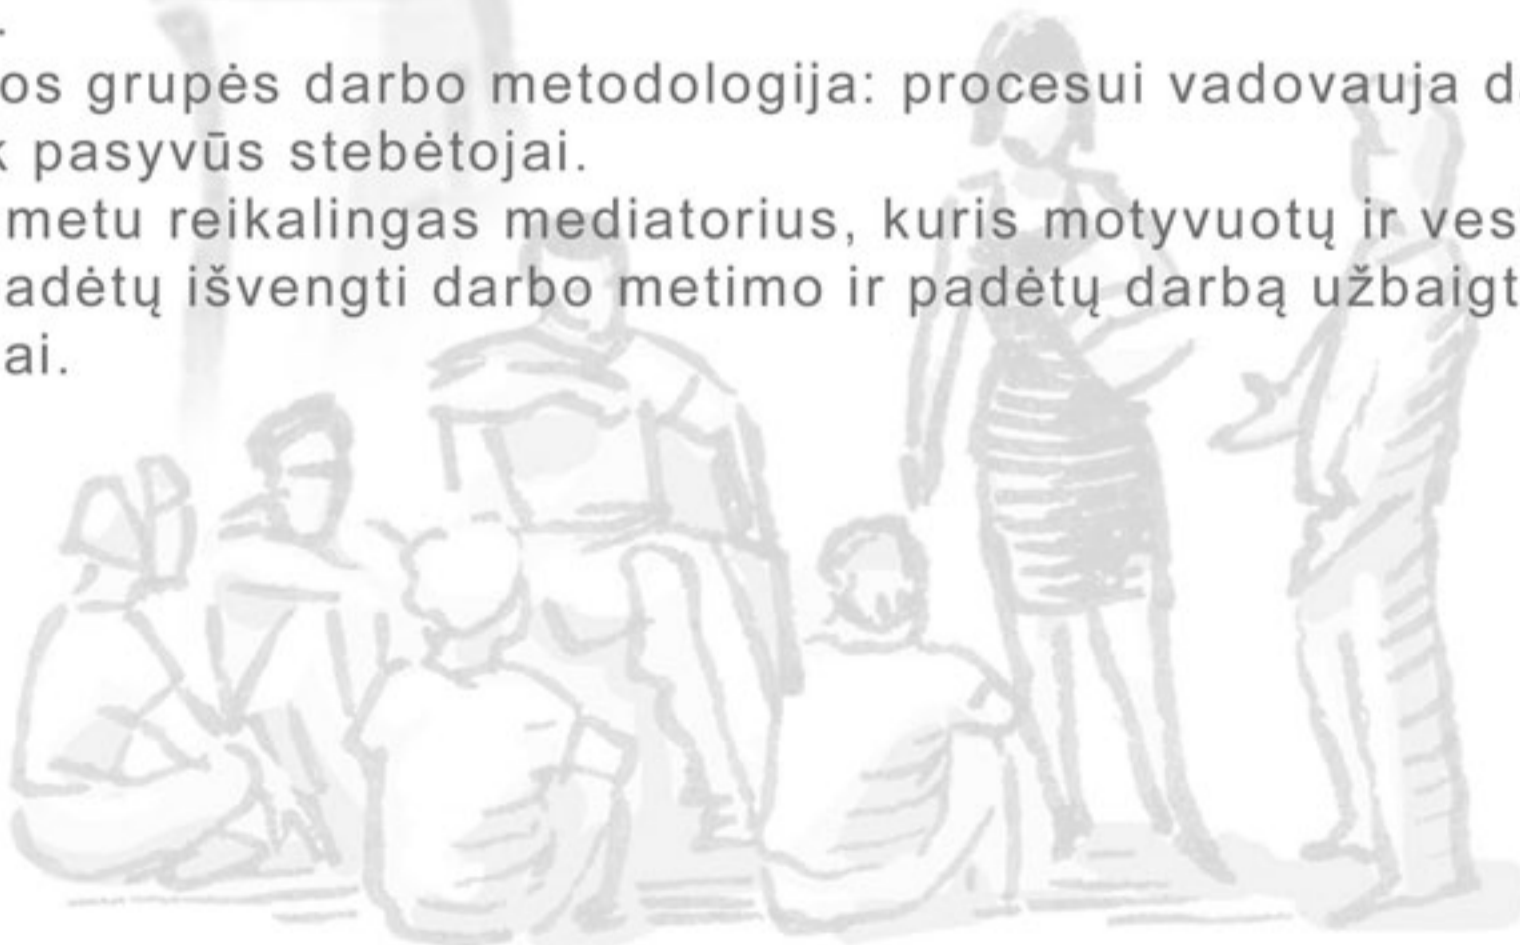 .
os grupės darbo metodologija: procesui vadovauja d
k pasyvūs stebėtojai.
metu reikalingas mediatorius, kuris motyvuotų ir ves
adėtų išvengti darbo metimo ir padėtų darbą užbaigt
ai.